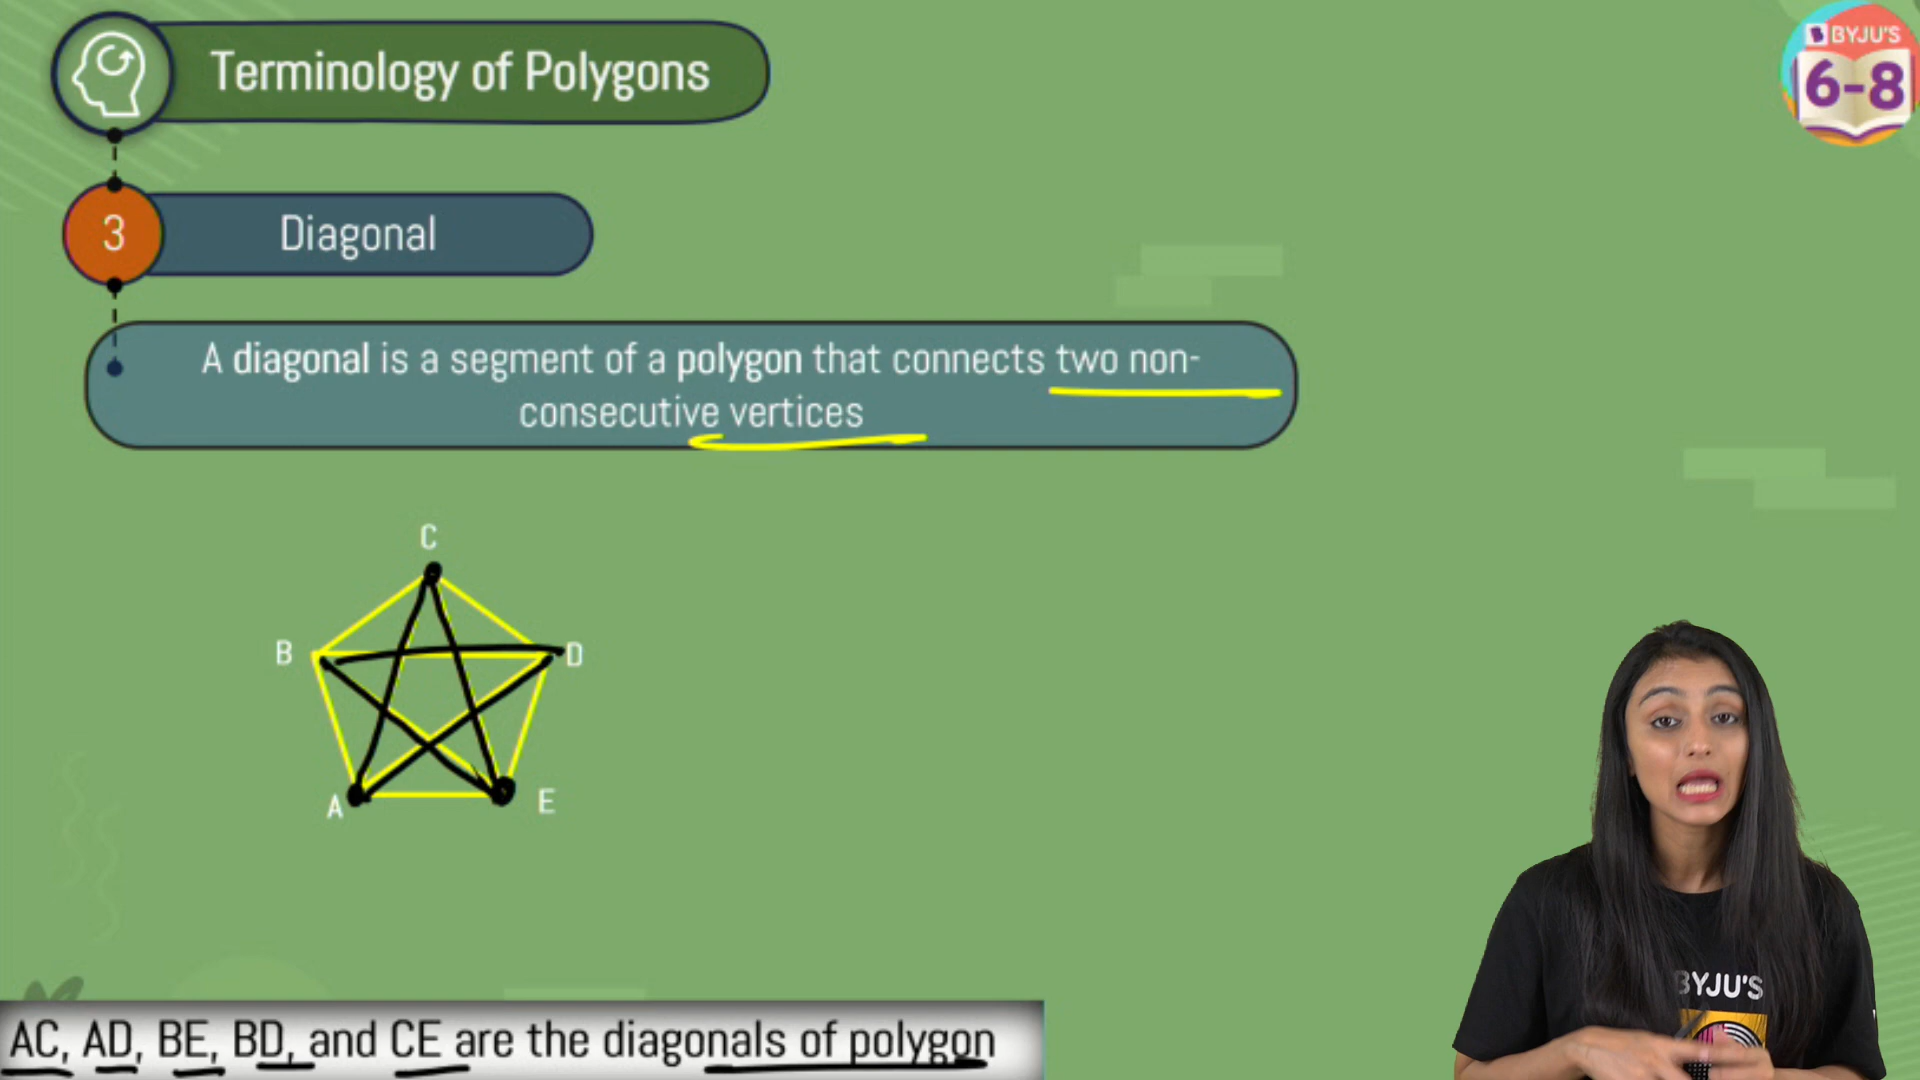 Terminology of Polygons
BYJU'S
6-8
3
Diagonal
A diagonal is a segment of a polygon that connects two non-
consecutive vertices
C
B
D
A
E
BYJU'S
AC, AD, BE, BD, and CE are the diagonals of polygon